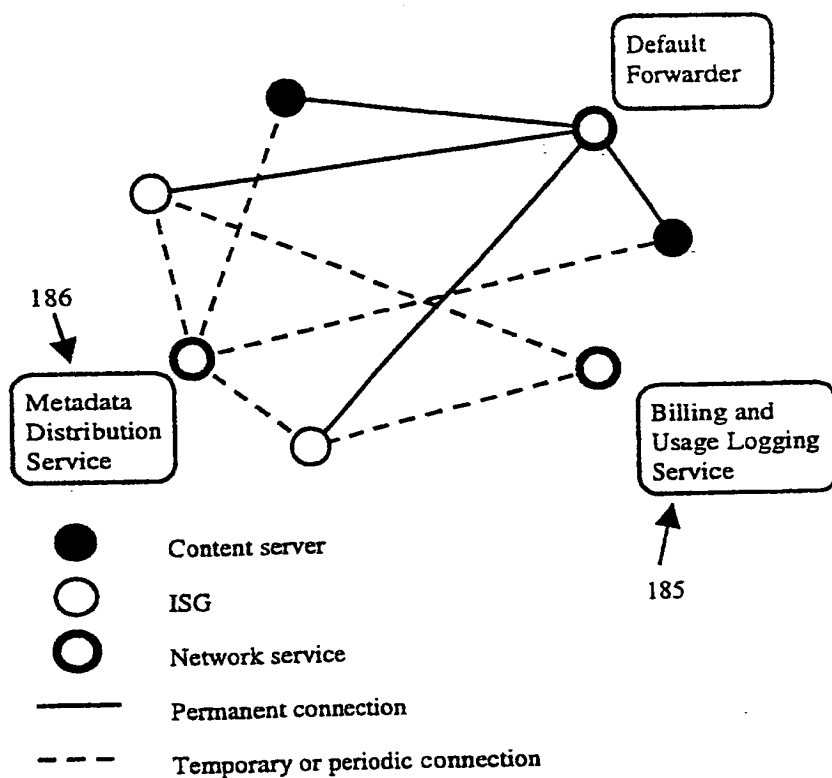 Default
Forwarder
186
Metadada
Distribution
Service
Billing and
Usage Logging
Service
185
Content server
ISG
Network service
Permanent connection
Temporary or periodic connection